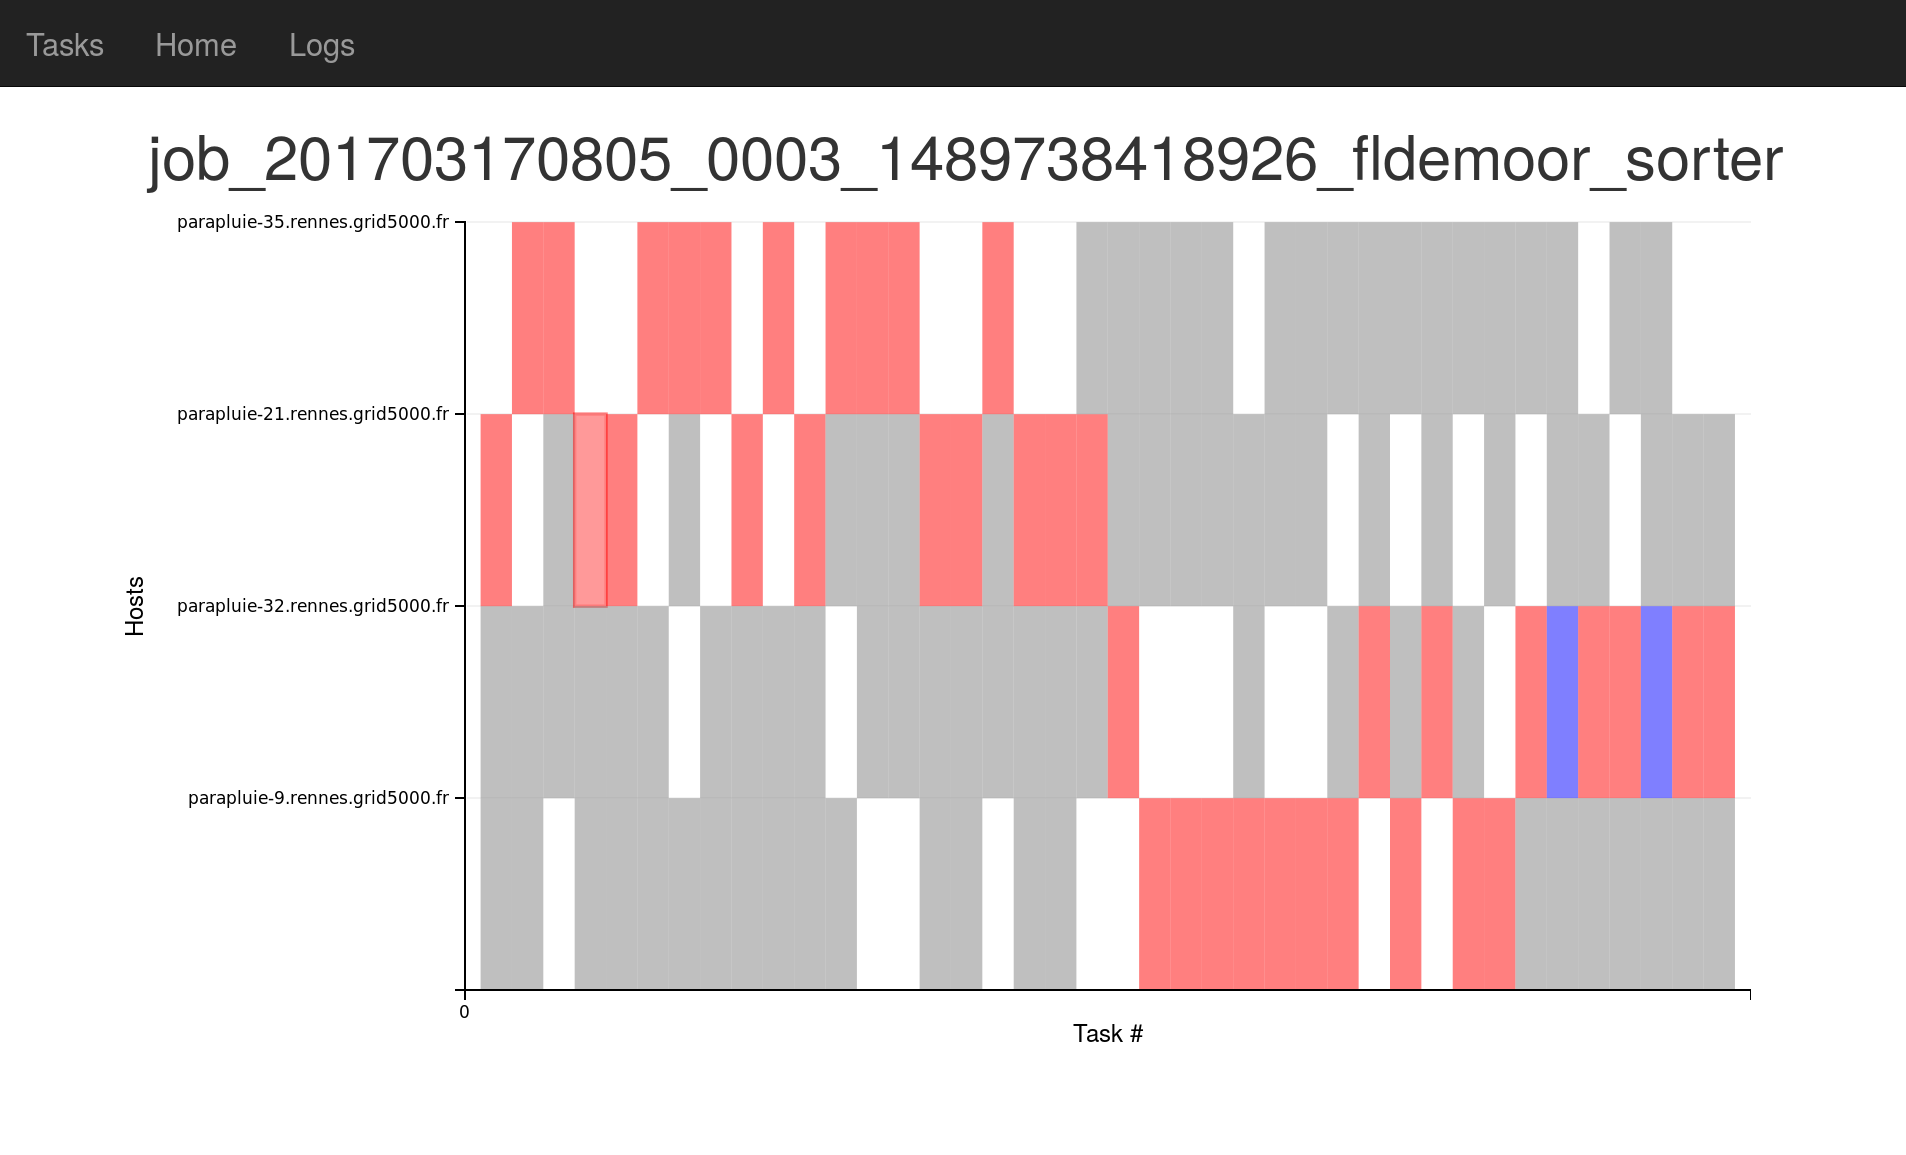 Tasks Home Logs
job_201703170805_0003_1489738418926_fldemoor_sorter
parapluie-35.rennes.grid5000.fr
parapluie-21.rennes.grid5000.fr
Hosts
parapluie-32.rennes.grid5000.fr
parapluie-9.rennes.grid5000.fr
0
Task #